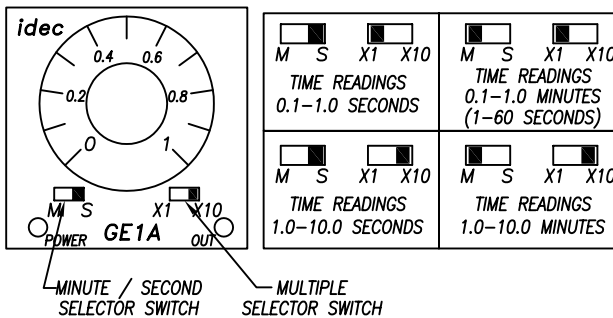 idec
0.4 0.6
0.2 0.8
0 1
M S X1 X10
POWER GE1A OUT
MINUTE / SECOND
SELECTOR SWITCH
MULTIPLE
SELECTOR SWITCH
M S X1 X10
TIME READINGS
0.1-1.0 SECONDS
M S X1 X10
TIME READINGS
0.1-1.0 MINUTES
(1-60 SECONDS)
M S X1 X10
TIME READINGS
1.0-10.0 SECONDS
M S X1 X10
TIME READINGS
1.0-10.0 MINUTES